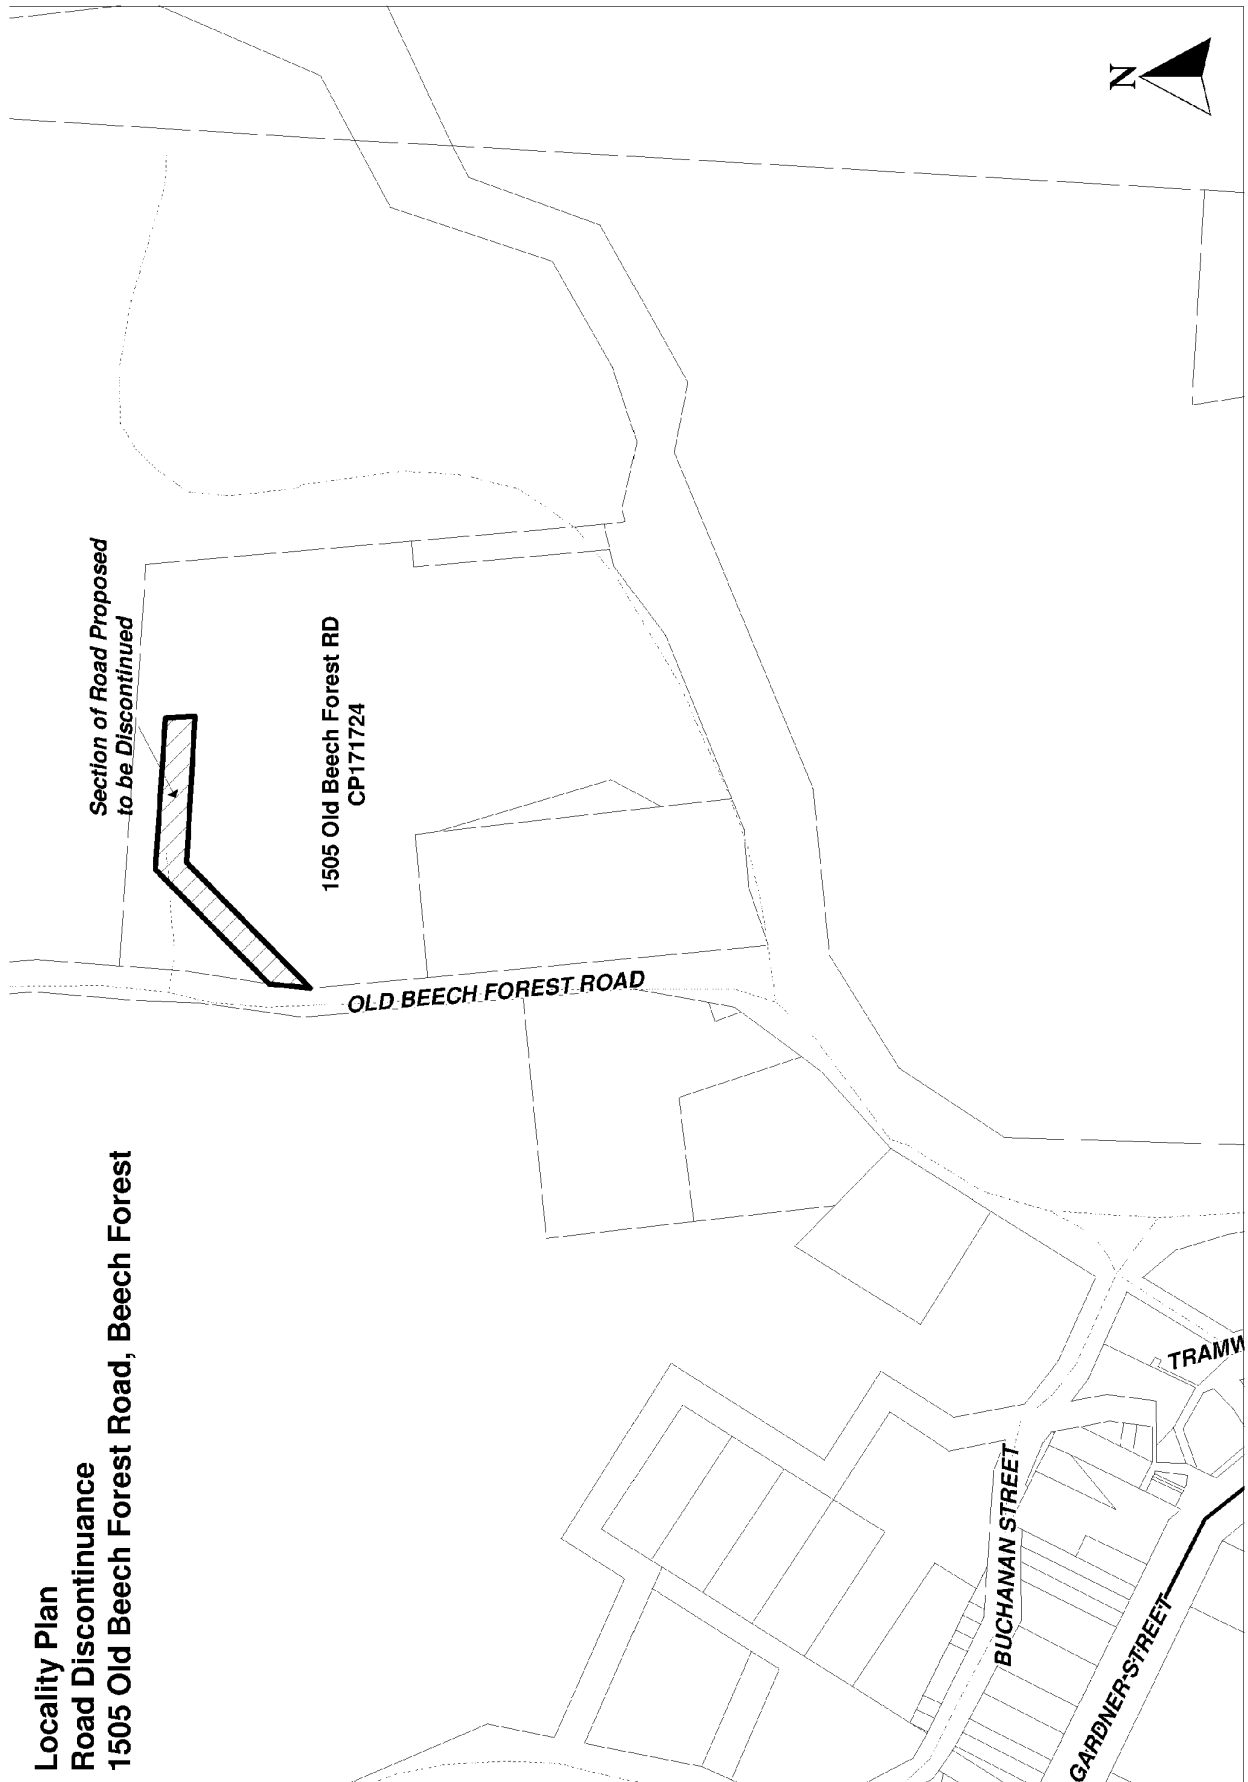 Locality Plan
Road Discontinuance
1505 Old Beech Forest Road, Beech Forest
Section of Road Proposed
to be Discontinued
1505 Old Beech Forest RD
CP171724
OLD BEECH FOREST ROAD
BUCHANAN STREET
GARDNER STREET
TRAMW
N